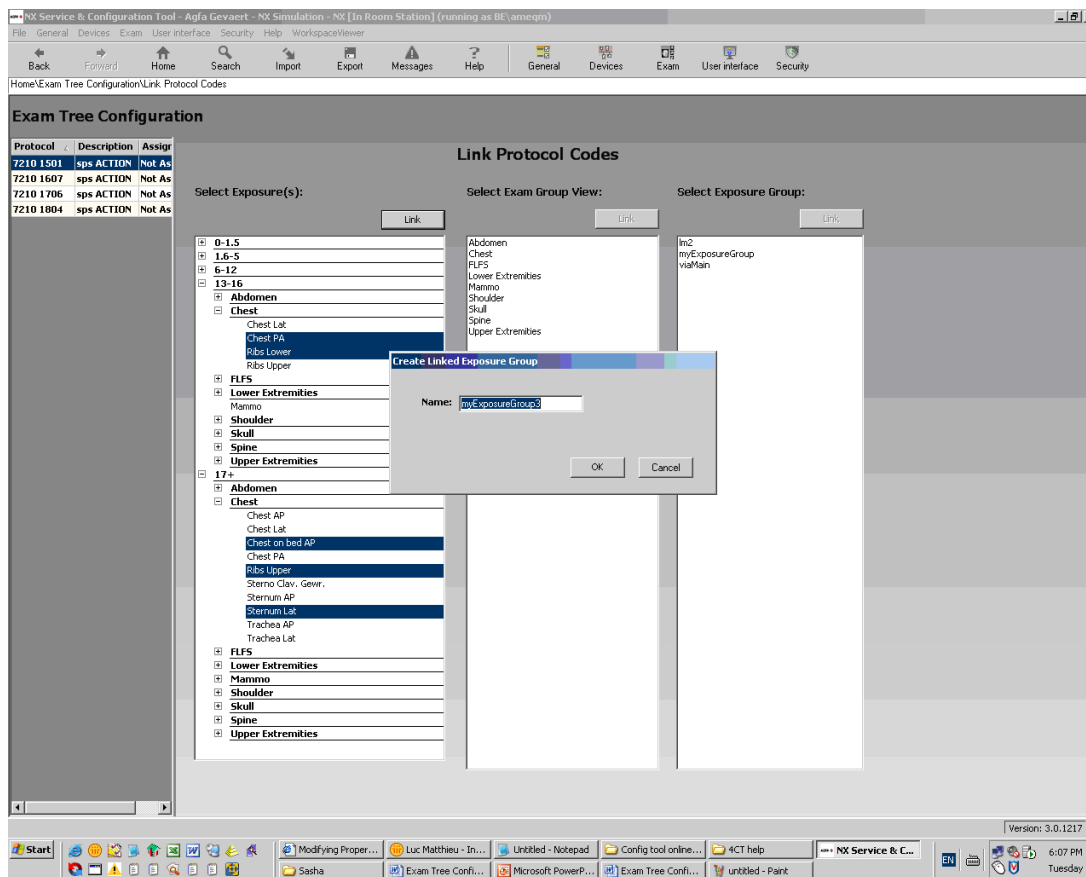 NX Service & Configuration Tool - Agfa Gevaert - NX Simulation - NX [In Room Station] (running as BE\ameqm)
File General Devices Exam User interface Security Help WorkspaceViewer
Back Forward Home Search Import Export Messages Help General Devices Exam User interface Security
Home\Exam Tree Configuration\Link Protocol Codes
Exam Tree Configuration
Protocol Description Assigr
7210 1501 sps ACTION Not As
7210 1607 sps ACTION Not As
7210 1706 sps ACTION Not As
7210 1804 sps ACTION Not As
Link Protocol Codes
Select Exposure(s):
Link
0-1.5
1.6-5
6-12
13-16
Abdomen
Chest
Chest Lat
Chest PA
Ribs Lower
Ribs Upper
FLFS
Lower Extremities
Mammo
Shoulder
Skull
Spine
Upper Extremities
17+
Abdomen
Chest
Chest AP
Chest Lat
Chest on bed AP
Chest PA
Ribs Upper
Sterno Clav. Gewr.
Sternum AP
Sternum Lat
Trachea AP
Trachea Lat
FLFS
Lower Extremities
Mammo
Shoulder
Skull
Spine
Upper Extremities
Select Exam Group View:
Link
Abdomen
Chest
FLFS
Lower Extremities
Mammo
Shoulder
Skull
Spine
Upper Extremities
Select Exposure Group:
Link
lm2
myExposureGroup
viaMain
Create Linked Exposure Group
Name: myExposureGroup3
OK Cancel
Version: 3.0.1217
Start Modifying Proper... Luc Matthieu - In... Untitled - Notepad Config tool online... 4CT help NX Service & C... EN 6:07 PM
Sasha Exam Tree Confi... Microsoft PowerP... Exam Tree Confi... untitled - Paint Tuesday